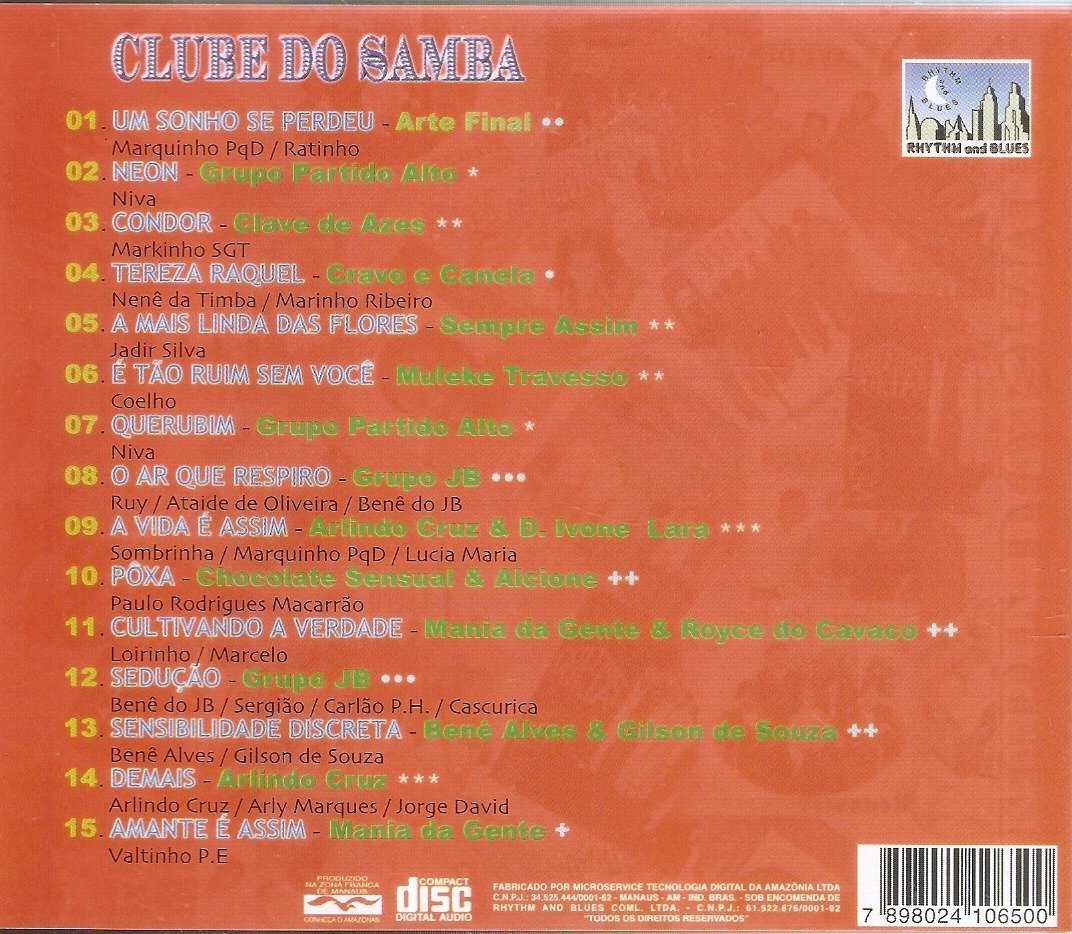 CLUBE DO SAMBA
RHYTHM and BLUES
RHYTHM and BLUES
01. UM SONHO SE PERDEU - Arte Final ••
Marquinho PqD / Ratinho
02. NEON - Grupo Partido Alto *
Niva
03. CONDOR - Clave de Azes **
Markinho SGT
04. TEREZA RAQUEL - Cravo e Canela •
Nenê da Timba / Marinho Ribeiro
05. A MAIS LINDA DAS FLORES - Sempre Assim **
Jadir Silva
06. É TÃO RUIM SEM VOCÊ - Muleke Travesso **
Coelho
07. QUERUBIM - Grupo Partido Alto *
Niva
08. O AR QUE RESPIRO - Grupo JB •••
Ruy / Ataide de Oliveira / Benê do JB
09. A VIDA É ASSIM - Arlindo Cruz & D. Ivone Lara ***
Sombrinha / Marquinho PqD / Lucia Maria
10. PÔXA - Chocolate Sensual & Alcione ++
Paulo Rodrigues Macarrão
11. CULTIVANDO A VERDADE - Mania da Gente & Royce do Cavaco ++
Loirinho / Marcelo
12. SEDUÇÃO - Grupo JB •••
Benê do JB / Sergião / Carlão P.H. / Cascurica
13. SENSIBILIDADE DISCRETA - Benê Alves & Gilson de Souza ++
Benê Alves / Gilson de Souza
14. DEMAIS - Arlindo Cruz ***
Arlindo Cruz / Arly Marques / Jorge David
15. AMANTE É ASSIM - Mania da Gente +
Valtinho P.E
PRODUZIDO
NA ZONA FRANCA
DE MANAUS
CONHEÇA O AMAZONAS
COMPACT
disc
DIGITAL AUDIO
FABRICADO POR MICROSERVICE TECNOLOGIA DIGITAL DA AMAZÔNIA LTDA
C.N.P.J.: 34.525.444/0001-62 - MANAUS - AM - IND. BRAS. - SOB ENCOMENDA DE
RHYTHM AND BLUES COML. LTDA. - C.N.P.J.: 61.522.876/0001-92
"TODOS OS DIREITOS RESERVADOS"
7 898024 106500